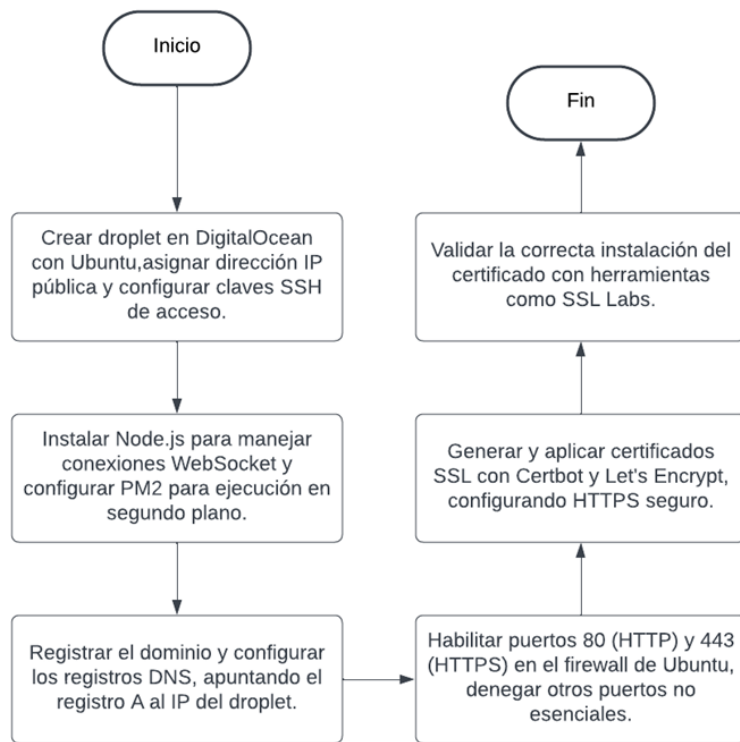 Inicio
Crear droplet en DigitalOcean
con Ubuntu,asignar dirección IP
pública y configurar claves SSH
de acceso.
Instalar Node.js para manejar
conexiones WebSocket y
configurar PM2 para ejecución en
segundo plano.
Registrar el dominio y configurar
los registros DNS, apuntando el
registro A al IP del droplet.
Habilitar puertos 80 (HTTP) y 443
(HTTPS) en el firewall de Ubuntu,
denegar otros puertos no
esenciales.
Generar y aplicar certificados
SSL con Certbot y Let's Encrypt,
configurando HTTPS seguro.
Validar la correcta instalación del
certificado con herramientas
como SSL Labs.
Fin